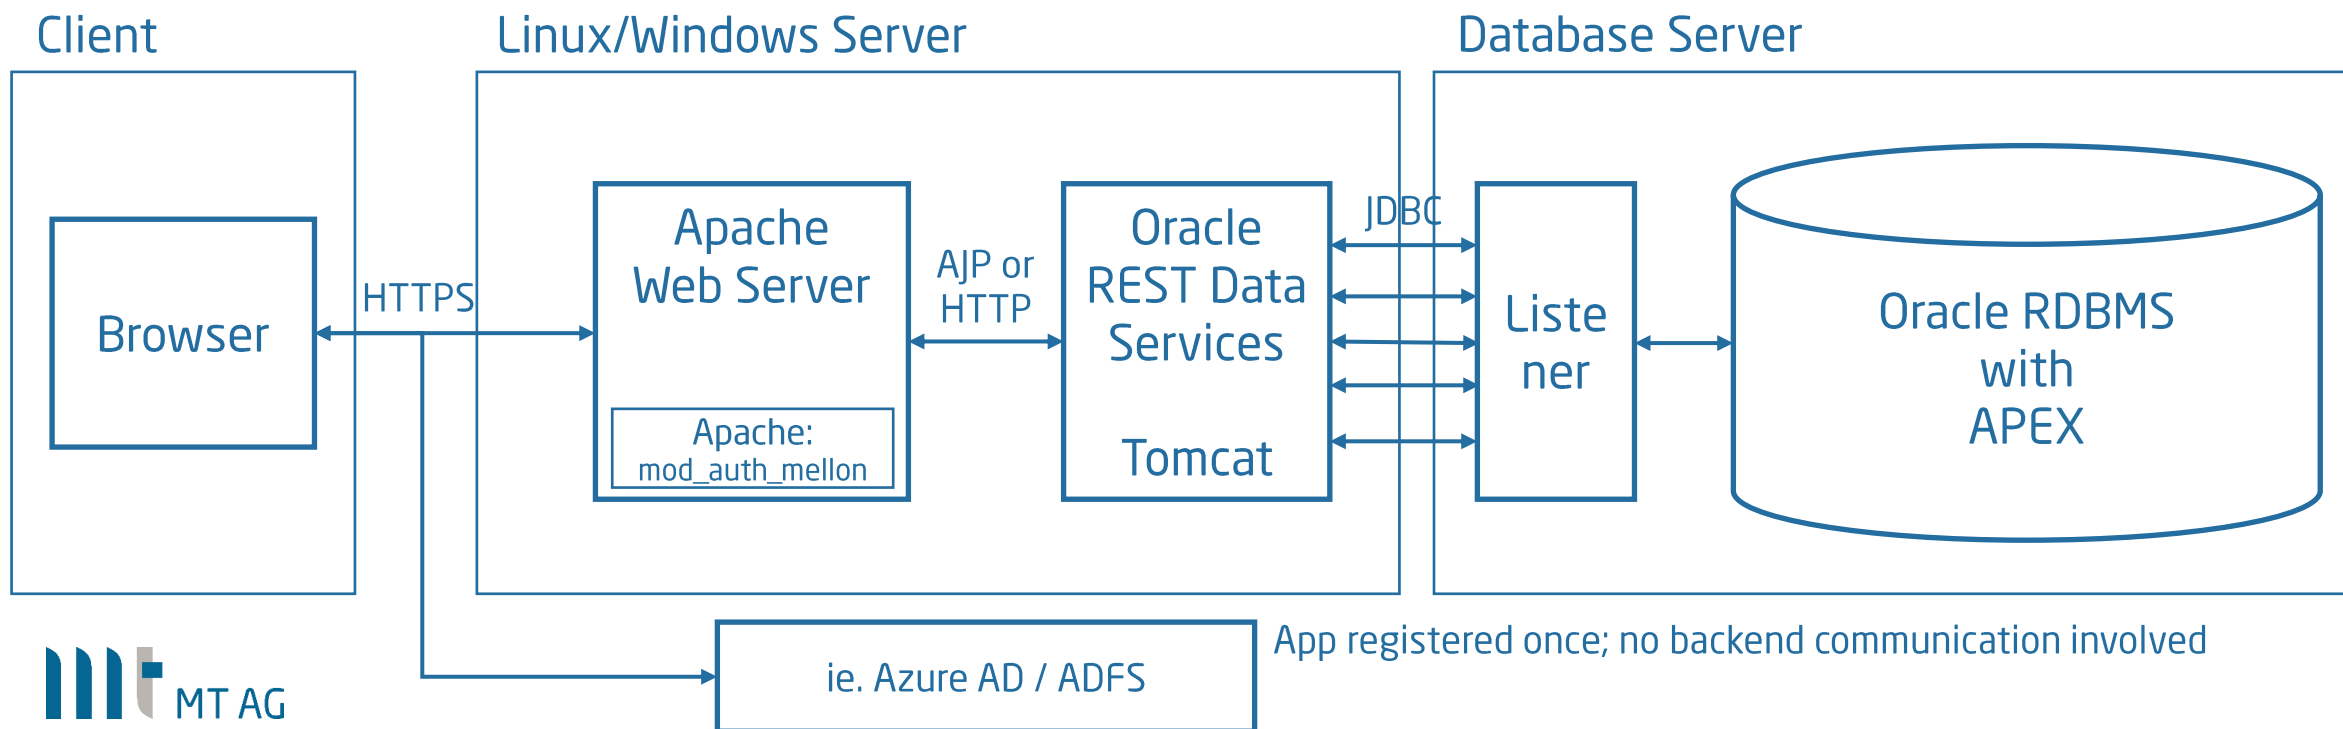 Client
Linux/Windows Server
Database Server
Browser
HTTPS
Apache
Web Server
Apache:
mod_auth_mellon
AJP or
HTTP
Oracle
REST Data
Services
Tomcat
JDBC
Liste
ner
Oracle RDBMS
with
APEX
ie. Azure AD / ADFS
App registered once; no backend communication involved
mt
MT AG